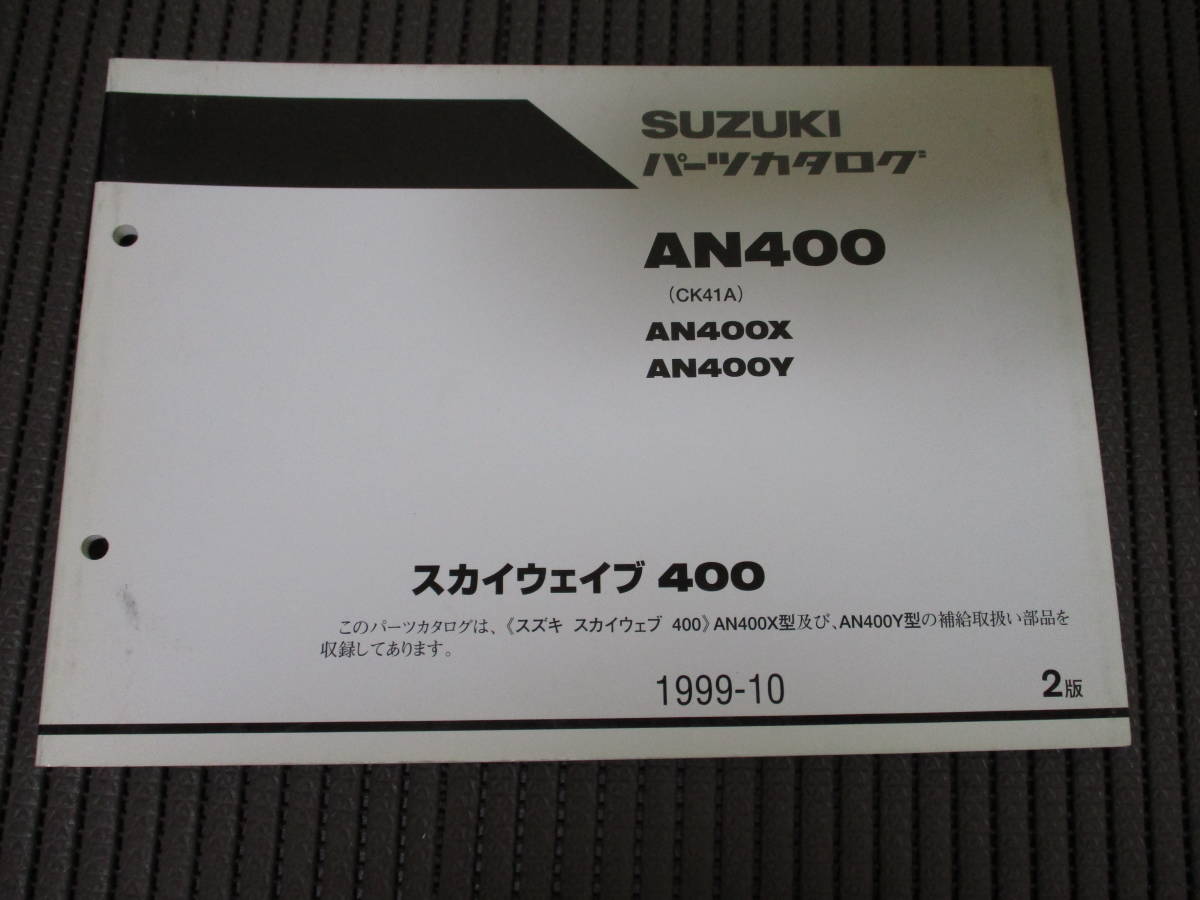 SUZUKI
パーツカタログ
AN400
(CK41A)
AN400X
AN400Y
スカイウェイブ 400
このパーツカタログは、《スズキ スカイウェブ 400》AN400X型及び、AN400Y型の補給取扱い部品を
収録してあります。
1999-10
2版